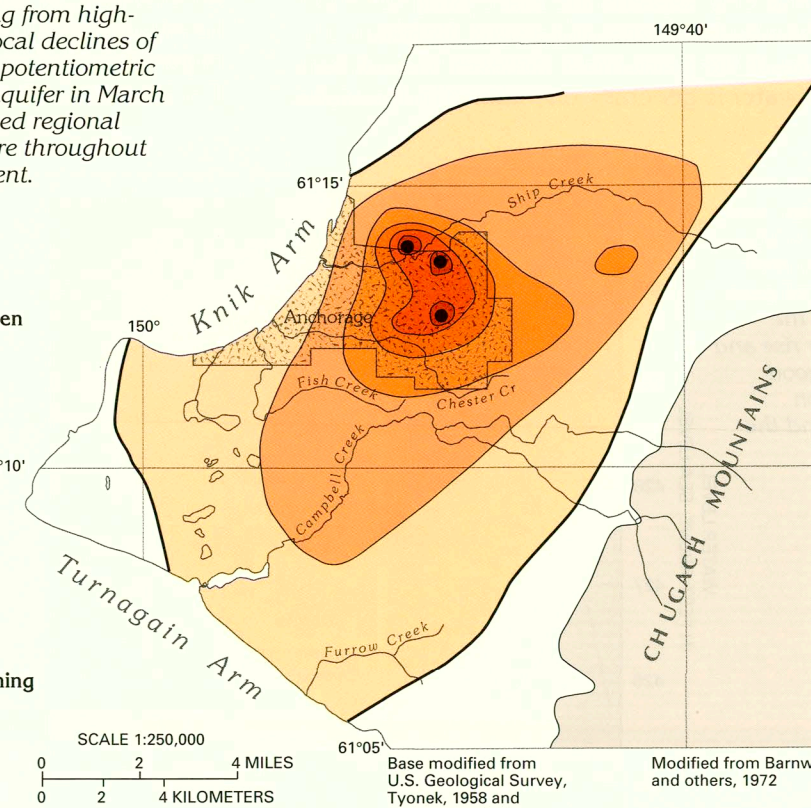 g from high-
ocal declines of
potentiometric
quifer in March
ed regional
re throughout
ent.
149°40'
61°15'
Ship Creek
Knik Arm
en
Anchorage
150°
Fish Creek
Chester Cr
°10'
Campbell Creek
CHUGACH MOUNTAINS
Turnagain Arm
Furrow Creek
ning
SCALE 1:250,000
0 2 4 MILES
0 2 4 KILOMETERS
61°05'
Base modified from
U.S. Geological Survey,
Tyonek, 1958 and
Modified from Barnw
and others, 1972